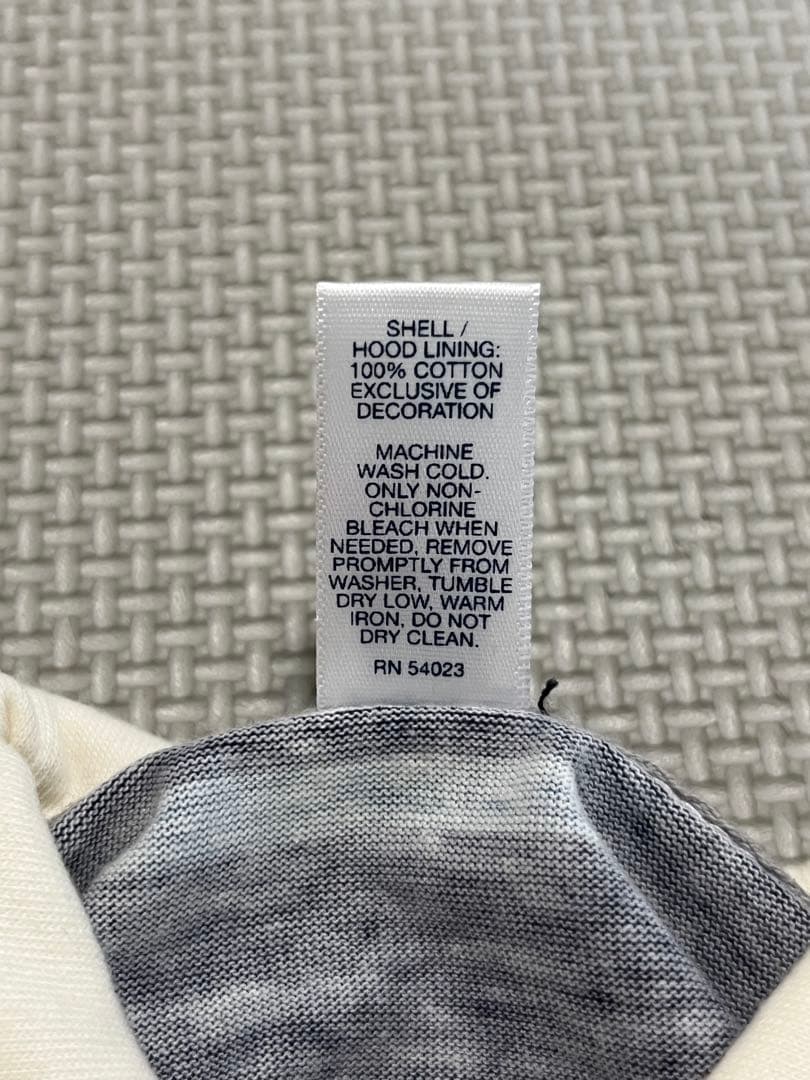 SHELL /
HOOD LINING:
100% COTTON
EXCLUSIVE OF
DECORATION
MACHINE
WASH COLD.
ONLY NON-
CHLORINE
BLEACH WHEN
NEEDED, REMOVE
PROMPTLY FROM
WASHER, TUMBLE
DRY LOW, WARM
IRON, DO NOT
DRY CLEAN.
RN 54023